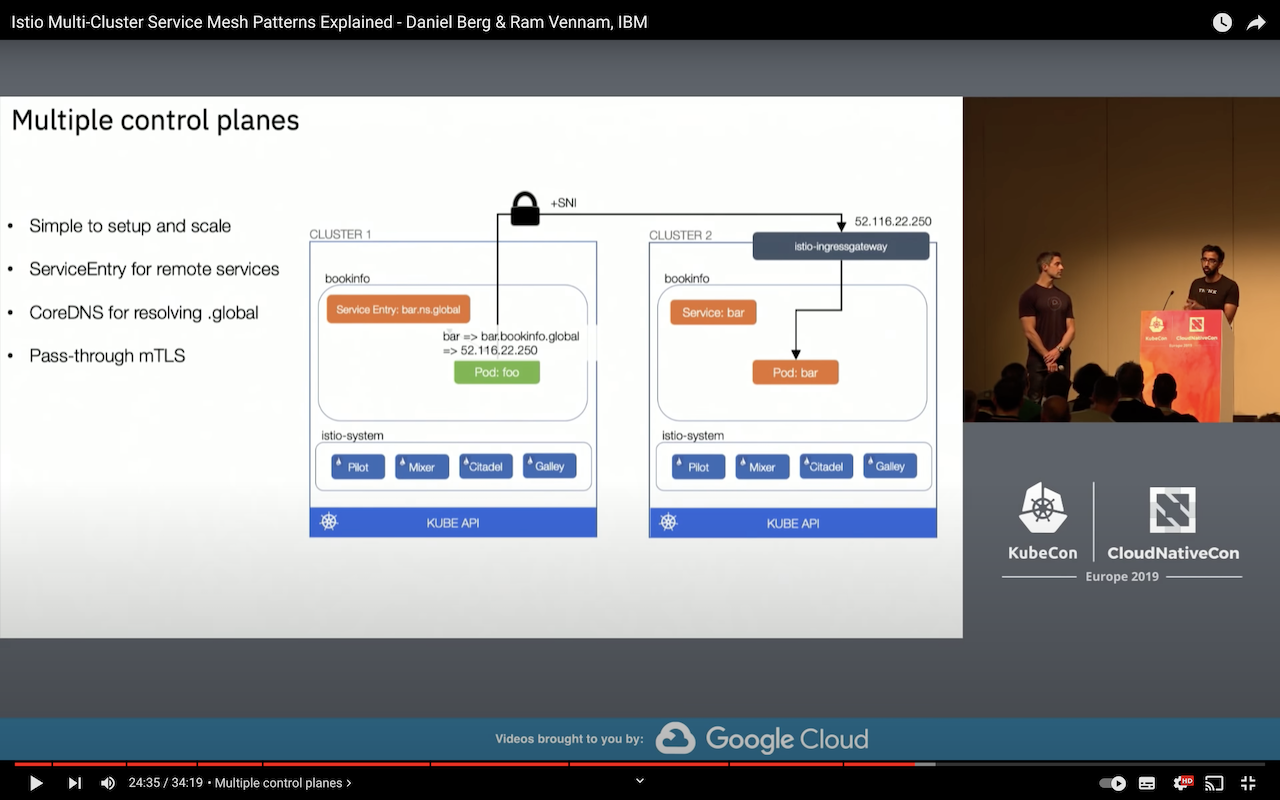 Istio Multi-Cluster Service Mesh Patterns Explained - Daniel Berg & Ram Vennam, IBM
Multiple control planes
• Simple to setup and scale
• ServiceEntry for remote services
• CoreDNS for resolving .global
• Pass-through mTLS
+SNI
CLUSTER 1
bookinfo
Service Entry: bar.ns.global
bar => bar.bookinfo.global
=> 52.116.22.250
Pod: foo
istio-system
Pilot
Mixer
Citadel
Galley
KUBE API
52.116.22.250
CLUSTER 2
istio-ingressgateway
bookinfo
Service: bar
Pod: bar
istio-system
Pilot
Mixer
Citadel
Galley
KUBE API
KubeCon
CloudNativeCon
KubeCon
CloudNativeCon
Europe 2019
Videos brought to you by:
Google Cloud
24:35 / 34:19 • Multiple control planes
HD